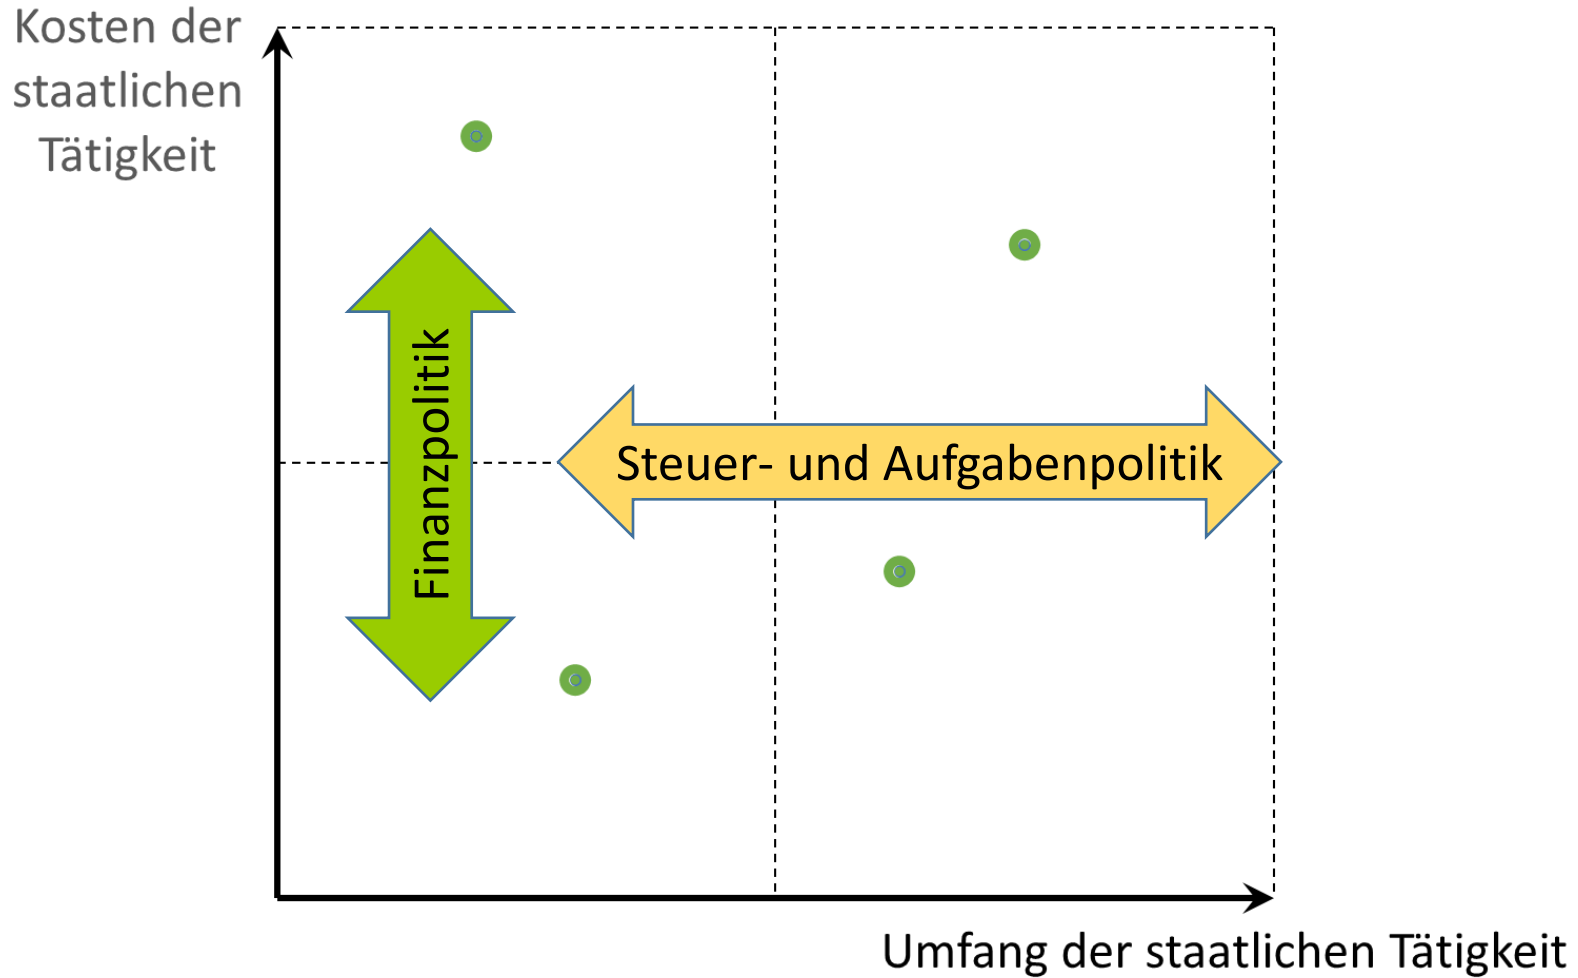 Kosten der
staatlichen
Tätigkeit
Finanzpolitik
Steuer- und Aufgabenpolitik
Umfang der staatlichen Tätigkeit